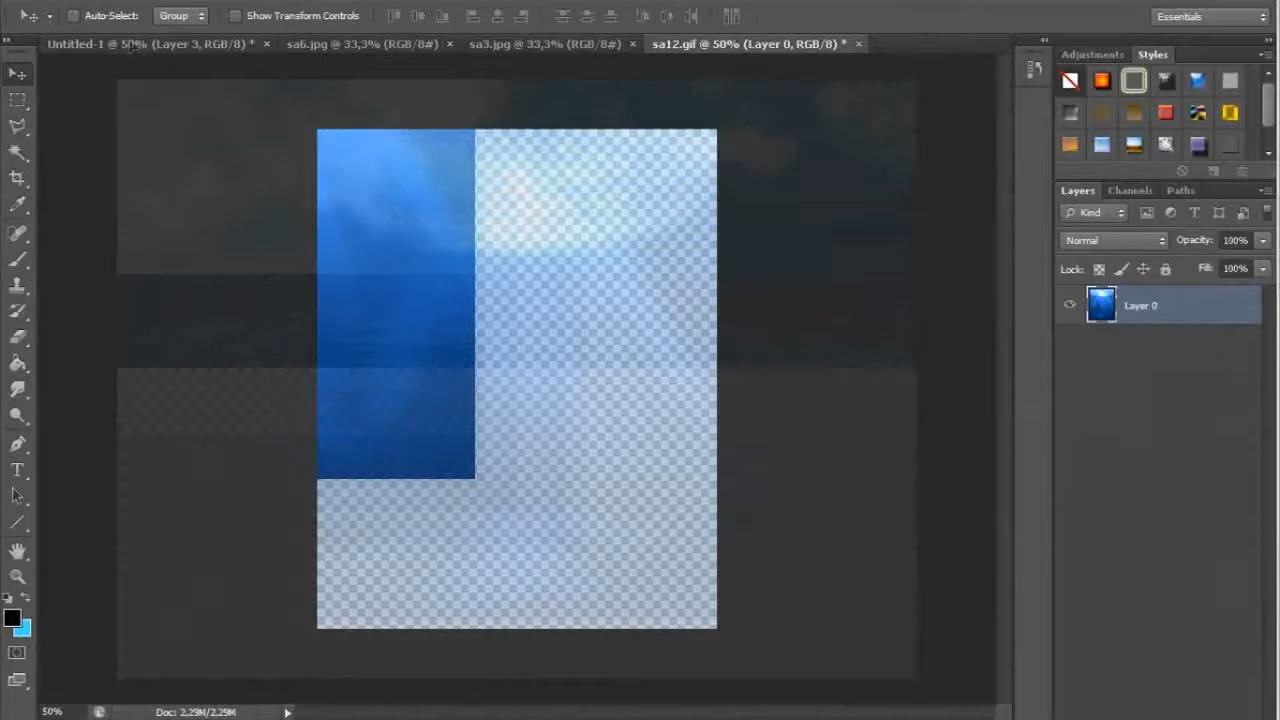 Auto-Select: Group Show Transform Controls Essentials
Untitled-1 @ 50% (Layer 3, RGB/8) * × sa6.jpg @ 33,3% (RGB/8#) × sa3.jpg @ 33,3% (RGB/8#) × sa12.gif @ 50% (Layer 0, RGB/8) * ×
Adjustments Styles
Layers Channels Paths
Kind
Normal Opacity: 100%
Lock: Fill: 100%
Layer 0
50% Doc: 2,29M/2,29M